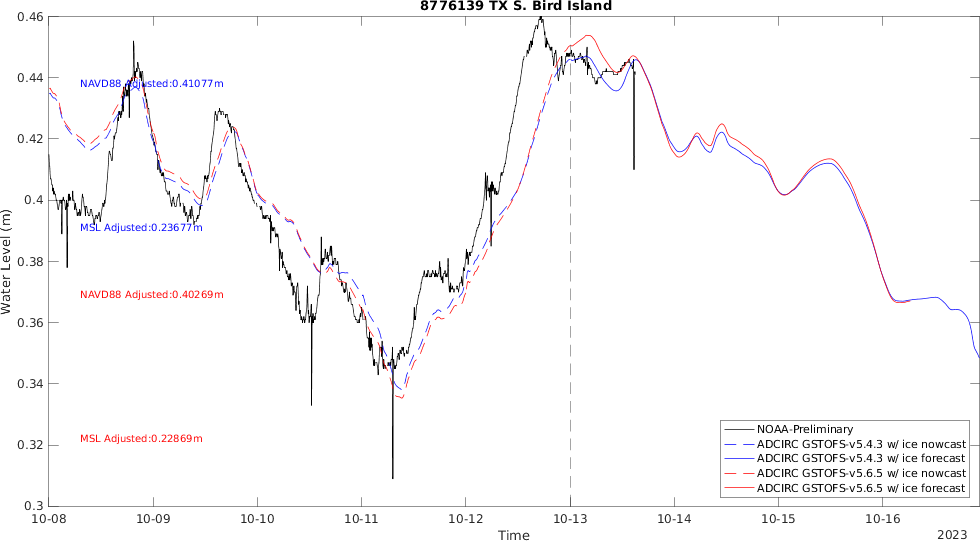 8776139 TX S. Bird Island
0.46
0.44
0.42
0.4
0.38
0.36
0.34
0.32
0.3
Water Level (m)
NAVD88 Adjusted:0.41077m
MSL Adjusted:0.23677m
NAVD88 Adjusted:0.40269m
MSL Adjusted:0.22869m
NOAA-Preliminary
ADCIRC GSTOFS-v5.4.3 w/ ice nowcast
ADCIRC GSTOFS-v5.4.3 w/ ice forecast
ADCIRC GSTOFS-v5.6.5 w/ ice nowcast
ADCIRC GSTOFS-v5.6.5 w/ ice forecast
10-08 10-09 10-10 10-11 10-12 10-13 10-14 10-15 10-16
Time
2023